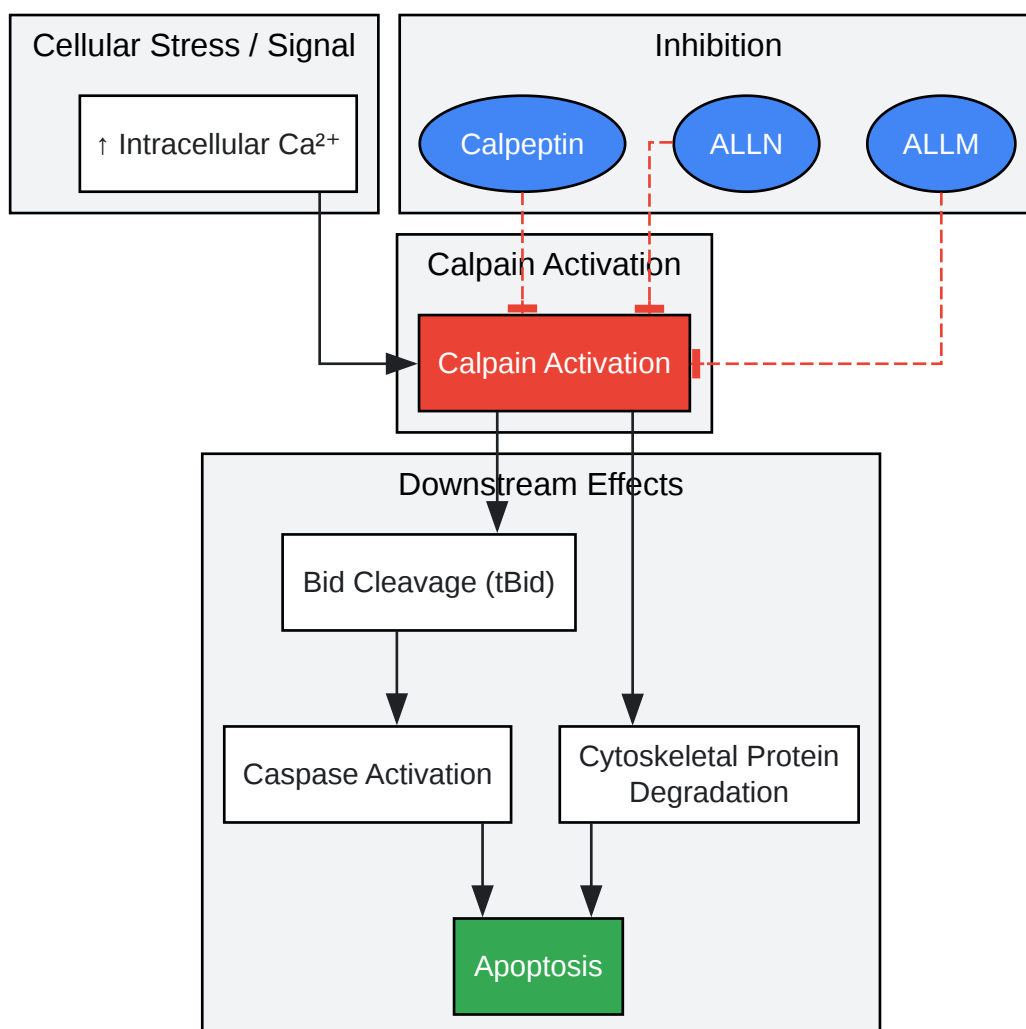 Cellular Stress / Signal
Inhibition
↑ Intracellular Ca²⁺
Calpeptin
ALLN
ALLM
Calpain Activation
Calpain Activation
Downstream Effects
Bid Cleavage (tBid)
Caspase Activation
Cytoskeletal Protein
Degradation
Apoptosis